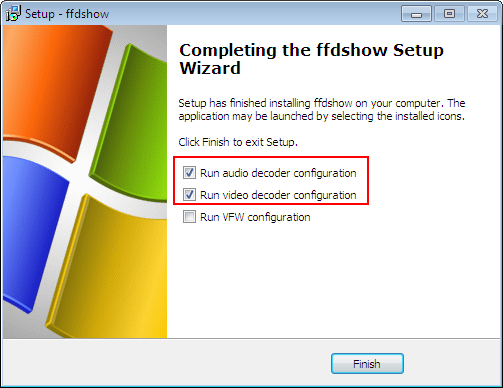 Setup - ffdshow
Completing the ffdshow Setup
Wizard
Setup has finished installing ffdshow on your computer. The
application may be launched by selecting the installed icons.
Click Finish to exit Setup.
Run audio decoder configuration
Run video decoder configuration
Run VFW configuration
Finish